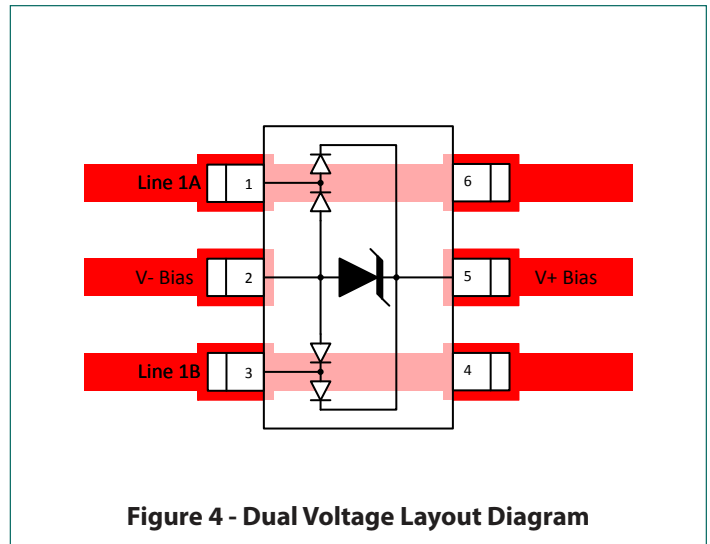 Line 1A 1 6
V- Bias 2 5 V+ Bias
Line 1B 3 4
Figure 4 - Dual Voltage Layout Diagram